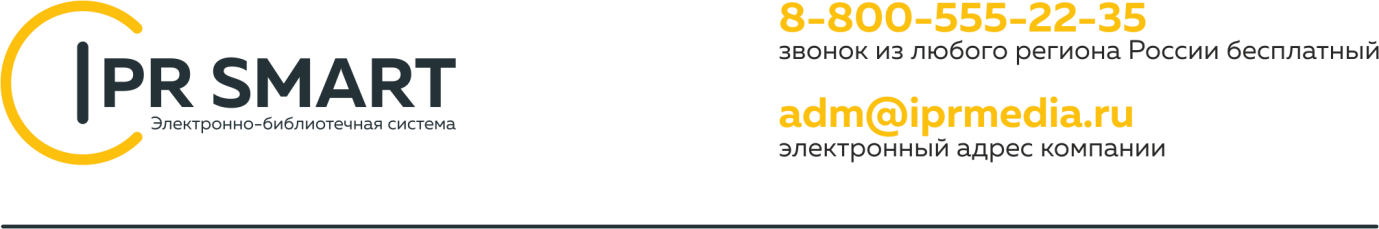 IPR SMART
Электронно-библиотечная система
8-800-555-22-35
звонок из любого региона России бесплатный
adm@iprmedia.ru
электронный адрес компании